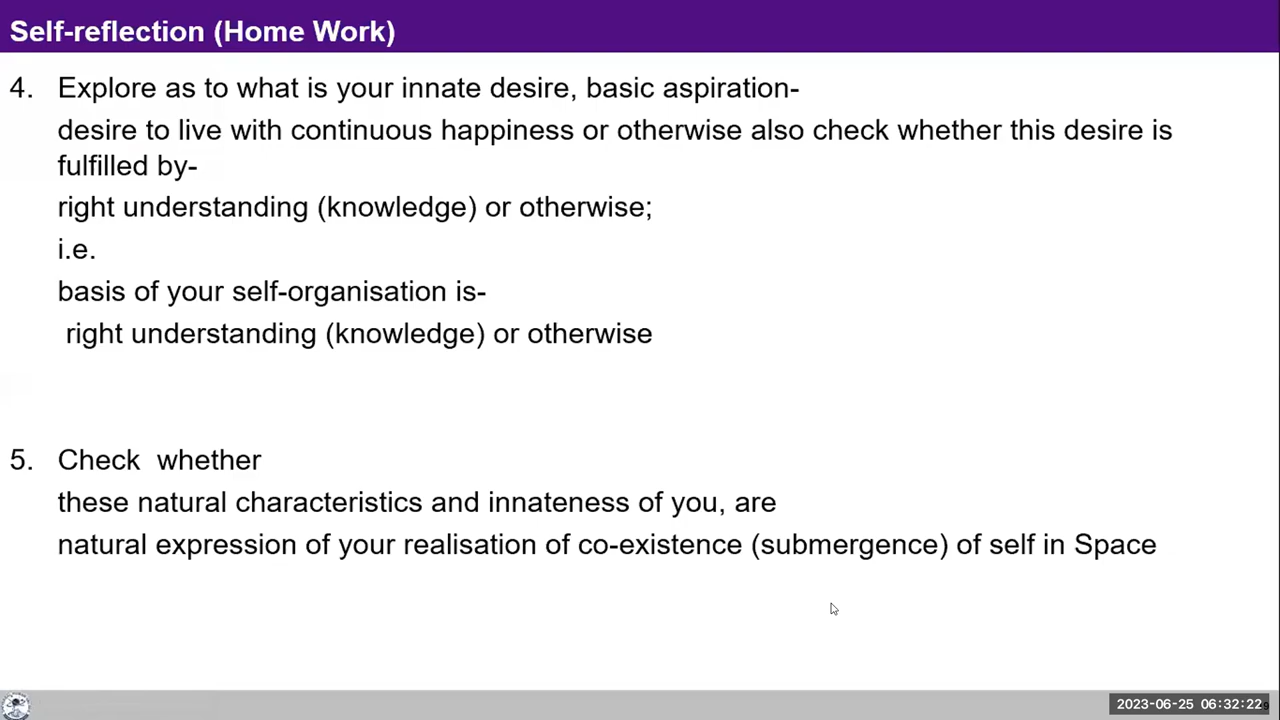 Self-reflection (Home Work)
4. Explore as to what is your innate desire, basic aspiration-
desire to live with continuous happiness or otherwise also check whether this desire is
fulfilled by-
right understanding (knowledge) or otherwise;
i.e.
basis of your self-organisation is-
right understanding (knowledge) or otherwise
5. Check whether
these natural characteristics and innateness of you, are
natural expression of your realisation of co-existence (submergence) of self in Space
2023-06-25 06:32:22